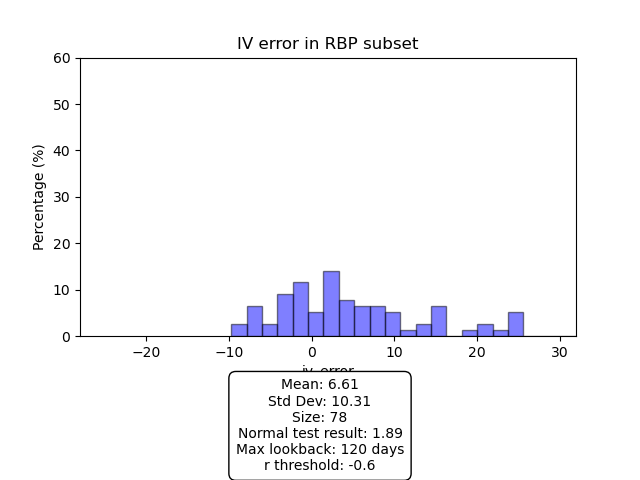 IV error in RBP subset
60
50
40
30
20
10
0
Percentage (%)
−20
−10
0
10
20
30
iv_error
Mean: 6.61
Std Dev: 10.31
Size: 78
Normal test result: 1.89
Max lookback: 120 days
r threshold: -0.6